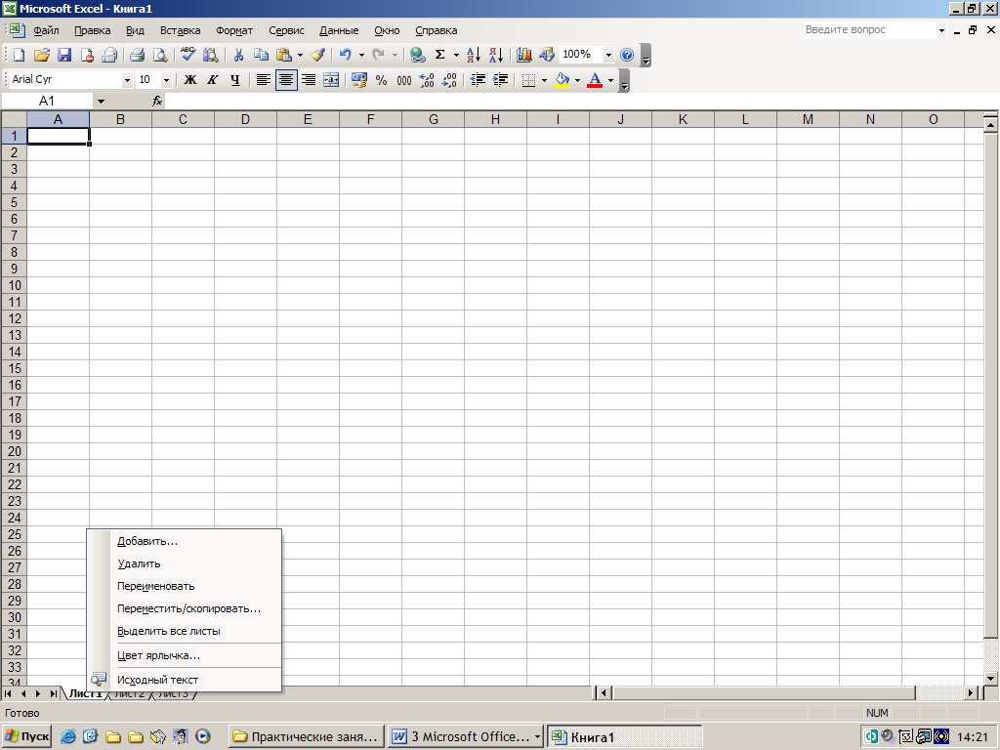 Microsoft Excel - Книга1
Файл Правка Вид Вставка Формат Сервис Данные Окно Справка Введите вопрос
100%
Arial Cyr 10 Ж К Ч % 000
A1 fx
A B C D E F G H I J K L M N O
1
2
3
4
5
6
7
8
9
10
11
12
13
14
15
16
17
18
19
20
21
22
23
24
25
26
27
28
29
30
31
32
33
34
Добавить...
Удалить
Переименовать
Переместить/скопировать...
Выделить все листы
Цвет ярлычка...
Исходный текст
Лист1 Лист2 Лист3
Готово NUM
Пуск Практические заня... 3 Microsoft Office... Книга1 14:21